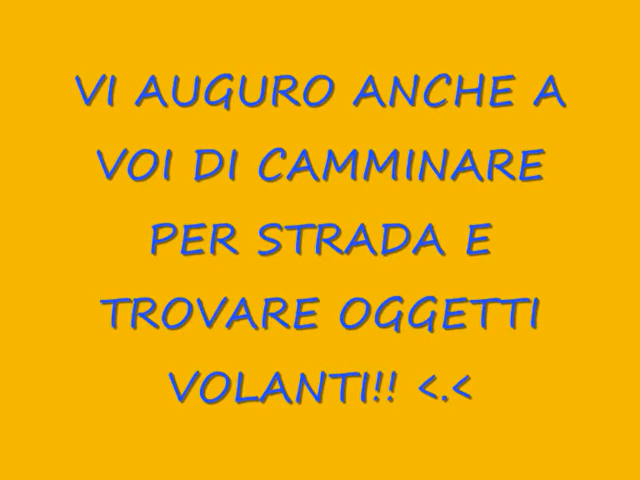 VI AUGURO ANCHE A
VOI DI CAMMINARE
PER STRADA E
TROVARE OGGETTI
VOLANTI!! <.<